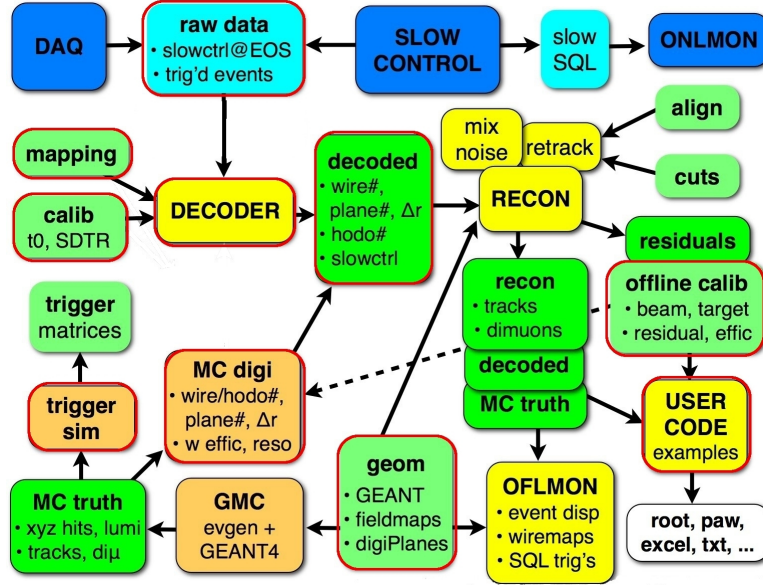 DAQ
raw data
• slowctrl@EOS
• trig'd events
SLOW
CONTROL
slow
SQL
ONLMON
mix
noise
retrack
align
cuts
mapping
calib
t0, SDTR
DECODER
decoded
• wire#,
plane#, Δr
• hodo#
• slowctrl
RECON
residuals
offline calib
• beam, target
• residual, effic
recon
• tracks
• dimuons
decoded
MC truth
trigger
matrices
trigger
sim
MC digi
• wire/hodo#,
plane#, Δr
• w effic, reso
USER
CODE
examples
MC truth
• xyz hits, lumi
• tracks, diμ
GMC
evgen +
GEANT4
geom
• GEANT
• fieldmaps
• digiPlanes
OFLMON
• event disp
• wiremaps
• SQL trig's
root, paw,
excel, txt, ...